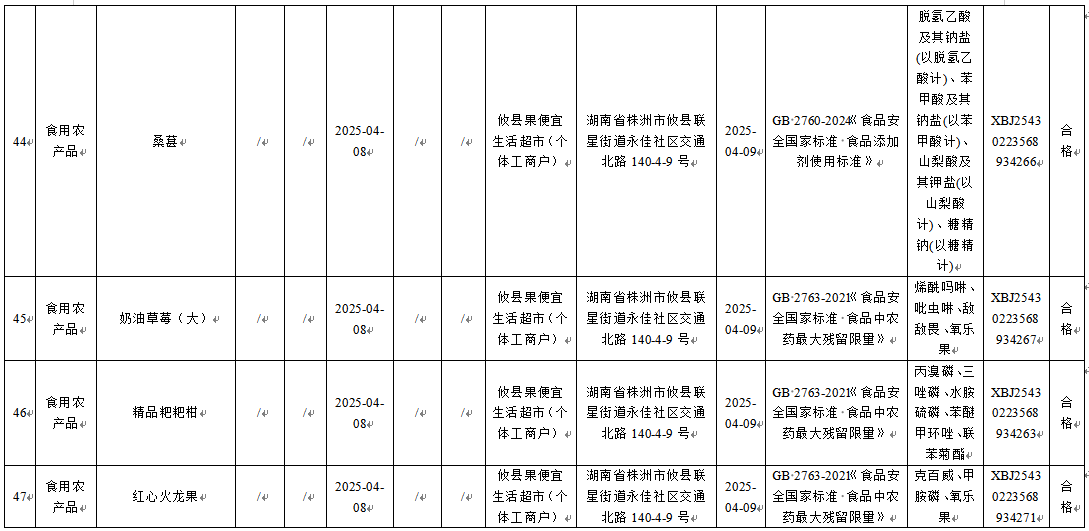 44
食用农
产品
桑葚
/
/
2025-04-
08
/
/
攸县果便宜
生活超市（个
体工商户）
湖南省株洲市攸县联
星街道永佳社区交通
北路 140-4-9 号
2025-
04-09
GB 2760-2024《食品安
全国家标准 食品添加
剂使用标准》
脱氢乙酸
及其钠盐
(以脱氢乙
酸计)、苯
甲酸及其
钠盐(以苯
甲酸计)、
山梨酸及
其钾盐(以
山梨酸
计)、糖精
钠(以糖精
计)
XBJ2543
0223568
934266
合
格
45
食用农
产品
奶油草莓（大）
/
/
2025-04-
08
/
/
攸县果便宜
生活超市（个
体工商户）
湖南省株洲市攸县联
星街道永佳社区交通
北路 140-4-9 号
2025-
04-09
GB 2763-2021《食品安
全国家标准 食品中农
药最大残留限量》
烯酰吗啉、
吡虫啉、敌
敌畏、氧乐
果
XBJ2543
0223568
934267
合
格
46
食用农
产品
精品粑粑柑
/
/
2025-04-
08
/
/
攸县果便宜
生活超市（个
体工商户）
湖南省株洲市攸县联
星街道永佳社区交通
北路 140-4-9 号
2025-
04-09
GB 2763-2021《食品安
全国家标准 食品中农
药最大残留限量》
丙溴磷、三
唑磷、水胺
硫磷、苯醚
甲环唑、联
苯菊酯
XBJ2543
0223568
934263
合
格
47
食用农
产品
红心火龙果
/
/
2025-04-
08
/
/
攸县果便宜
生活超市（个
体工商户）
湖南省株洲市攸县联
星街道永佳社区交通
北路 140-4-9 号
2025-
04-09
GB 2763-2021《食品安
全国家标准 食品中农
药最大残留限量》
克百威、甲
胺磷、氧乐
果
XBJ2543
0223568
934271
合
格